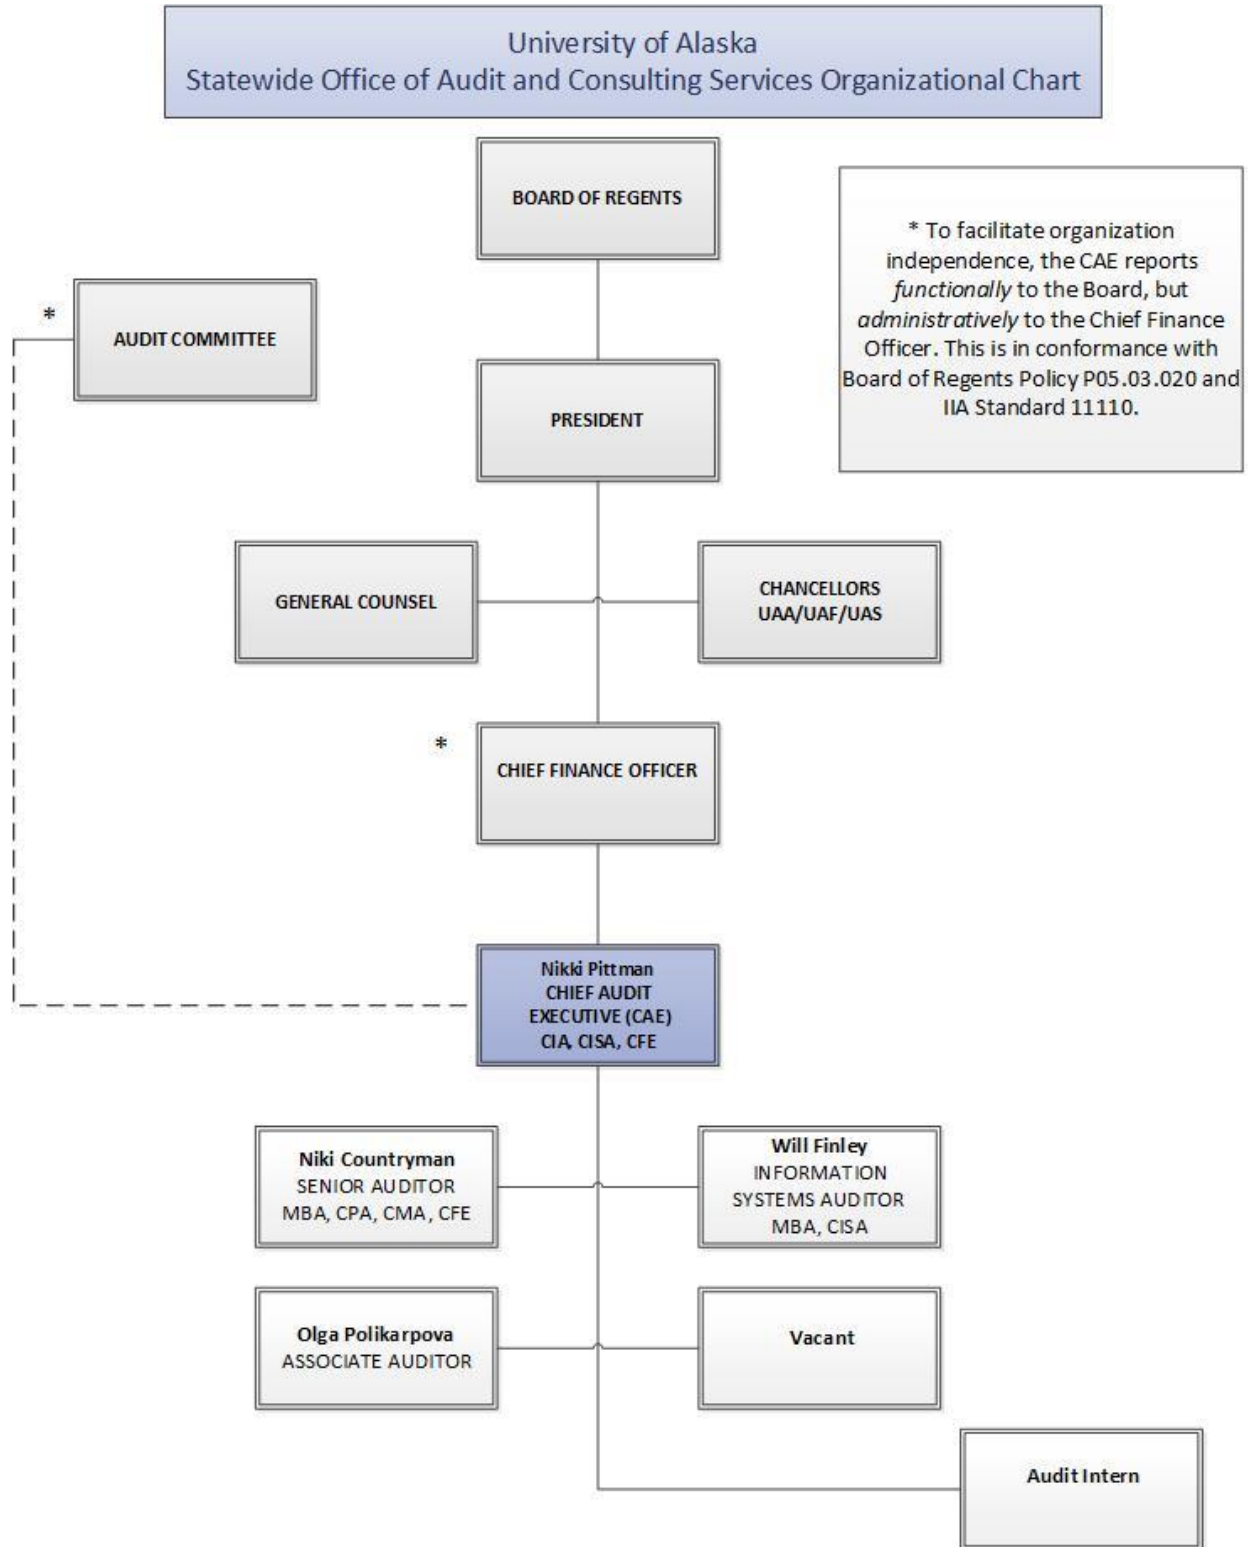 University of Alaska
Statewide Office of Audit and Consulting Services Organizational Chart
BOARD OF REGENTS
* To facilitate organization
independence, the CAE reports
functionally to the Board, but
administratively to the Chief Finance
Officer. This is in conformance with
Board of Regents Policy P05.03.020 and
IIA Standard 11110.
*
AUDIT COMMITTEE
PRESIDENT
GENERAL COUNSEL
CHANCELLORS
UAA/UAF/UAS
*
CHIEF FINANCE OFFICER
Nikki Pittman
CHIEF AUDIT
EXECUTIVE (CAE)
CIA, CISA, CFE
Niki Countryman
SENIOR AUDITOR
MBA, CPA, CMA, CFE
Will Finley
INFORMATION
SYSTEMS AUDITOR
MBA, CISA
Olga Polikarpova
ASSOCIATE AUDITOR
Vacant
Audit Intern